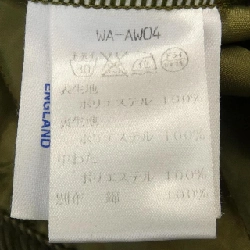 WA-AW04
40
表生地
ポリエステル 100%
裏生地
ポリエステル 100%
中わた
ポリエステル 100%
別布 綿 100%
ENGLAND